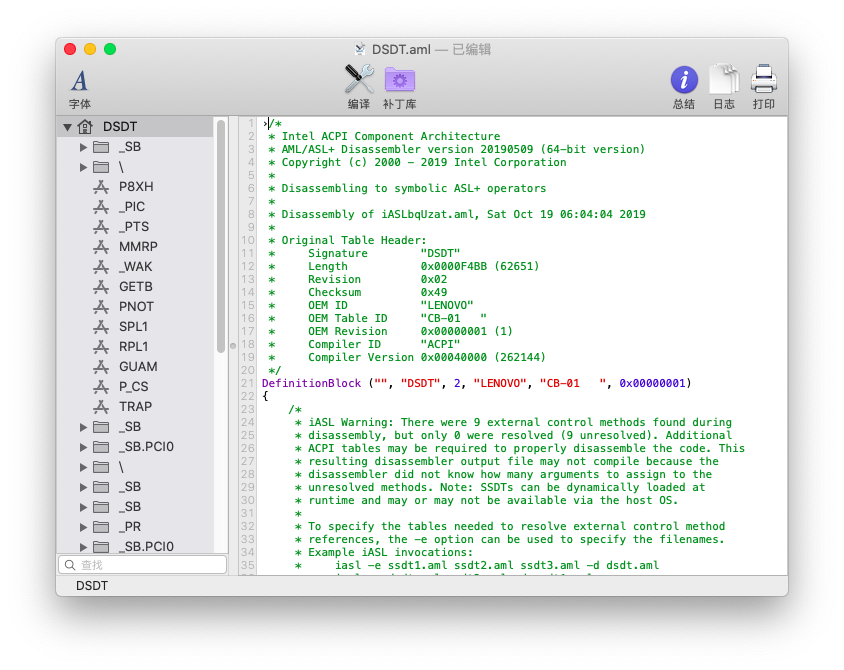 DSDT.aml — 已编辑
字体
编译
补丁库
总结
日志
打印
DSDT
_SB
\
P8XH
_PIC
_PTS
MMRP
_WAK
GETB
PNOT
SPL1
RPL1
GUAM
P_CS
TRAP
_SB
_SB.PCI0
\
_SB
_SB
_PR
_SB.PCI0
查找
DSDT
1 /*
2 * Intel ACPI Component Architecture
3 * AML/ASL+ Disassembler version 20190509 (64-bit version)
4 * Copyright (c) 2000 - 2019 Intel Corporation
5 *
6 * Disassembling to symbolic ASL+ operators
7 *
8 * Disassembly of iASLbqUzat.aml, Sat Oct 19 06:04:04 2019
9 *
10 * Original Table Header:
11 *     Signature        "DSDT"
12 *     Length           0x0000F4BB (62651)
13 *     Revision         0x02
14 *     Checksum         0x49
15 *     OEM ID           "LENOVO"
16 *     OEM Table ID     "CB-01   "
17 *     OEM Revision     0x00000001 (1)
18 *     Compiler ID      "ACPI"
19 *     Compiler Version 0x00040000 (262144)
20 */
21 DefinitionBlock ("", "DSDT", 2, "LENOVO", "CB-01   ", 0x00000001)
22 {
23     /*
24      * iASL Warning: There were 9 external control methods found during
25      * disassembly, but only 0 were resolved (9 unresolved). Additional
26      * ACPI tables may be required to properly disassemble the code. This
27      * resulting disassembler output file may not compile because the
28      * disassembler did not know how many arguments to assign to the
29      * unresolved methods. Note: SSDTs can be dynamically loaded at
30      * runtime and may or may not be available via the host OS.
31      *
32      * To specify the tables needed to resolve external control method
33      * references, the -e option can be used to specify the filenames.
34      * Example iASL invocations:
35      *     iasl -e ssdt1.aml ssdt2.aml ssdt3.aml -d dsdt.aml